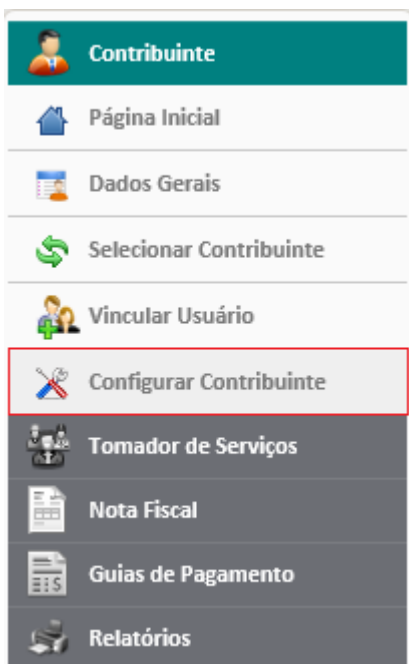 Contribuinte
Página Inicial
Dados Gerais
Selecionar Contribuinte
Vincular Usuário
Configurar Contribuinte
Tomador de Serviços
Nota Fiscal
Guias de Pagamento
Relatórios